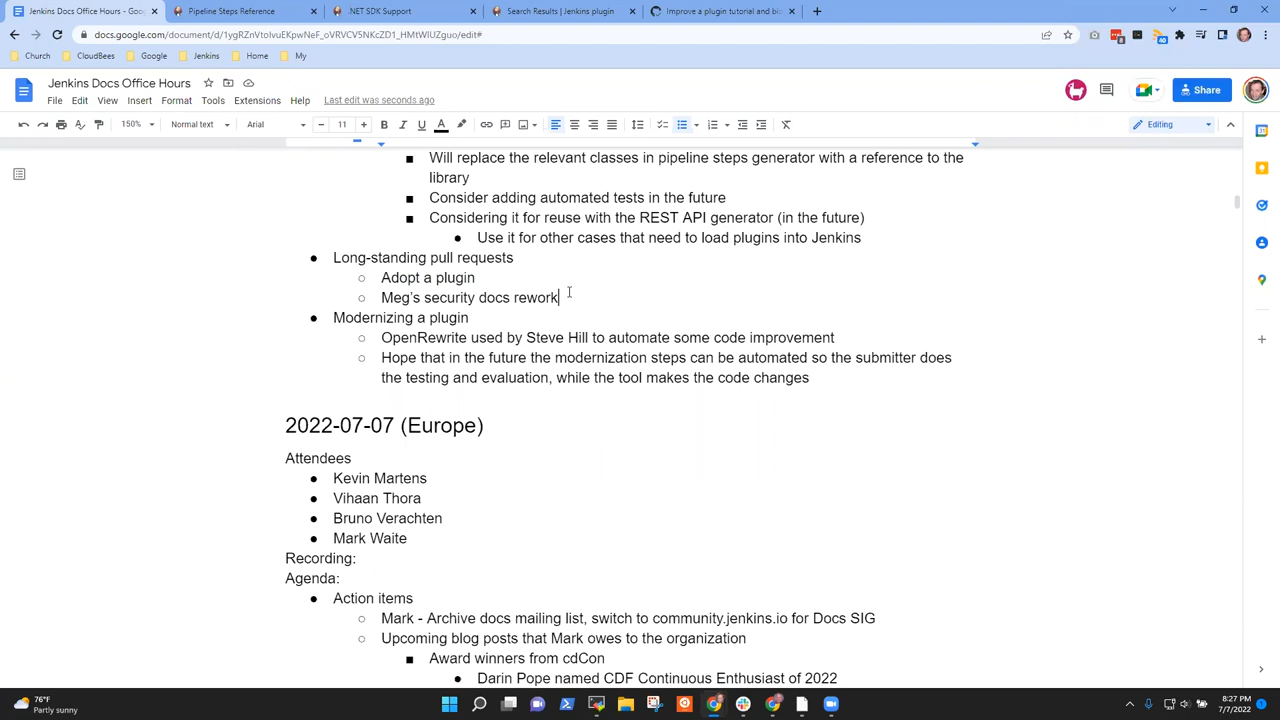 Jenkins Docs Office Hours - Goo
Pipeline Steps Reference
.NET SDK Support
Search Results | Jenkins plugin
Improve a plugin tutorial and bio
docs.google.com/document/d/1ygRZnVtoIvuEKpwNeF_oVRVCV5NKcZD1_HMtWIUZguo/edit#
Church
CloudBees
Google
Jenkins
Home
My
Jenkins Docs Office Hours
File Edit View Insert Format Tools Extensions Help Last edit was seconds ago
Share
150% Normal text Arial 11 Editing
■ Will replace the relevant classes in pipeline steps generator with a reference to the
library
■ Consider adding automated tests in the future
■ Considering it for reuse with the REST API generator (in the future)
● Use it for other cases that need to load plugins into Jenkins
● Long-standing pull requests
○ Adopt a plugin
○ Meg's security docs rework
● Modernizing a plugin
○ OpenRewrite used by Steve Hill to automate some code improvement
○ Hope that in the future the modernization steps can be automated so the submitter does
the testing and evaluation, while the tool makes the code changes
2022-07-07 (Europe)
Attendees
● Kevin Martens
● Vihaan Thora
● Bruno Verachten
● Mark Waite
Recording:
Agenda:
● Action items
○ Mark - Archive docs mailing list, switch to community.jenkins.io for Docs SIG
○ Upcoming blog posts that Mark owes to the organization
■ Award winners from cdCon
● Darin Pope named CDF Continuous Enthusiast of 2022
76°F
Partly sunny
8:27 PM
7/7/2022